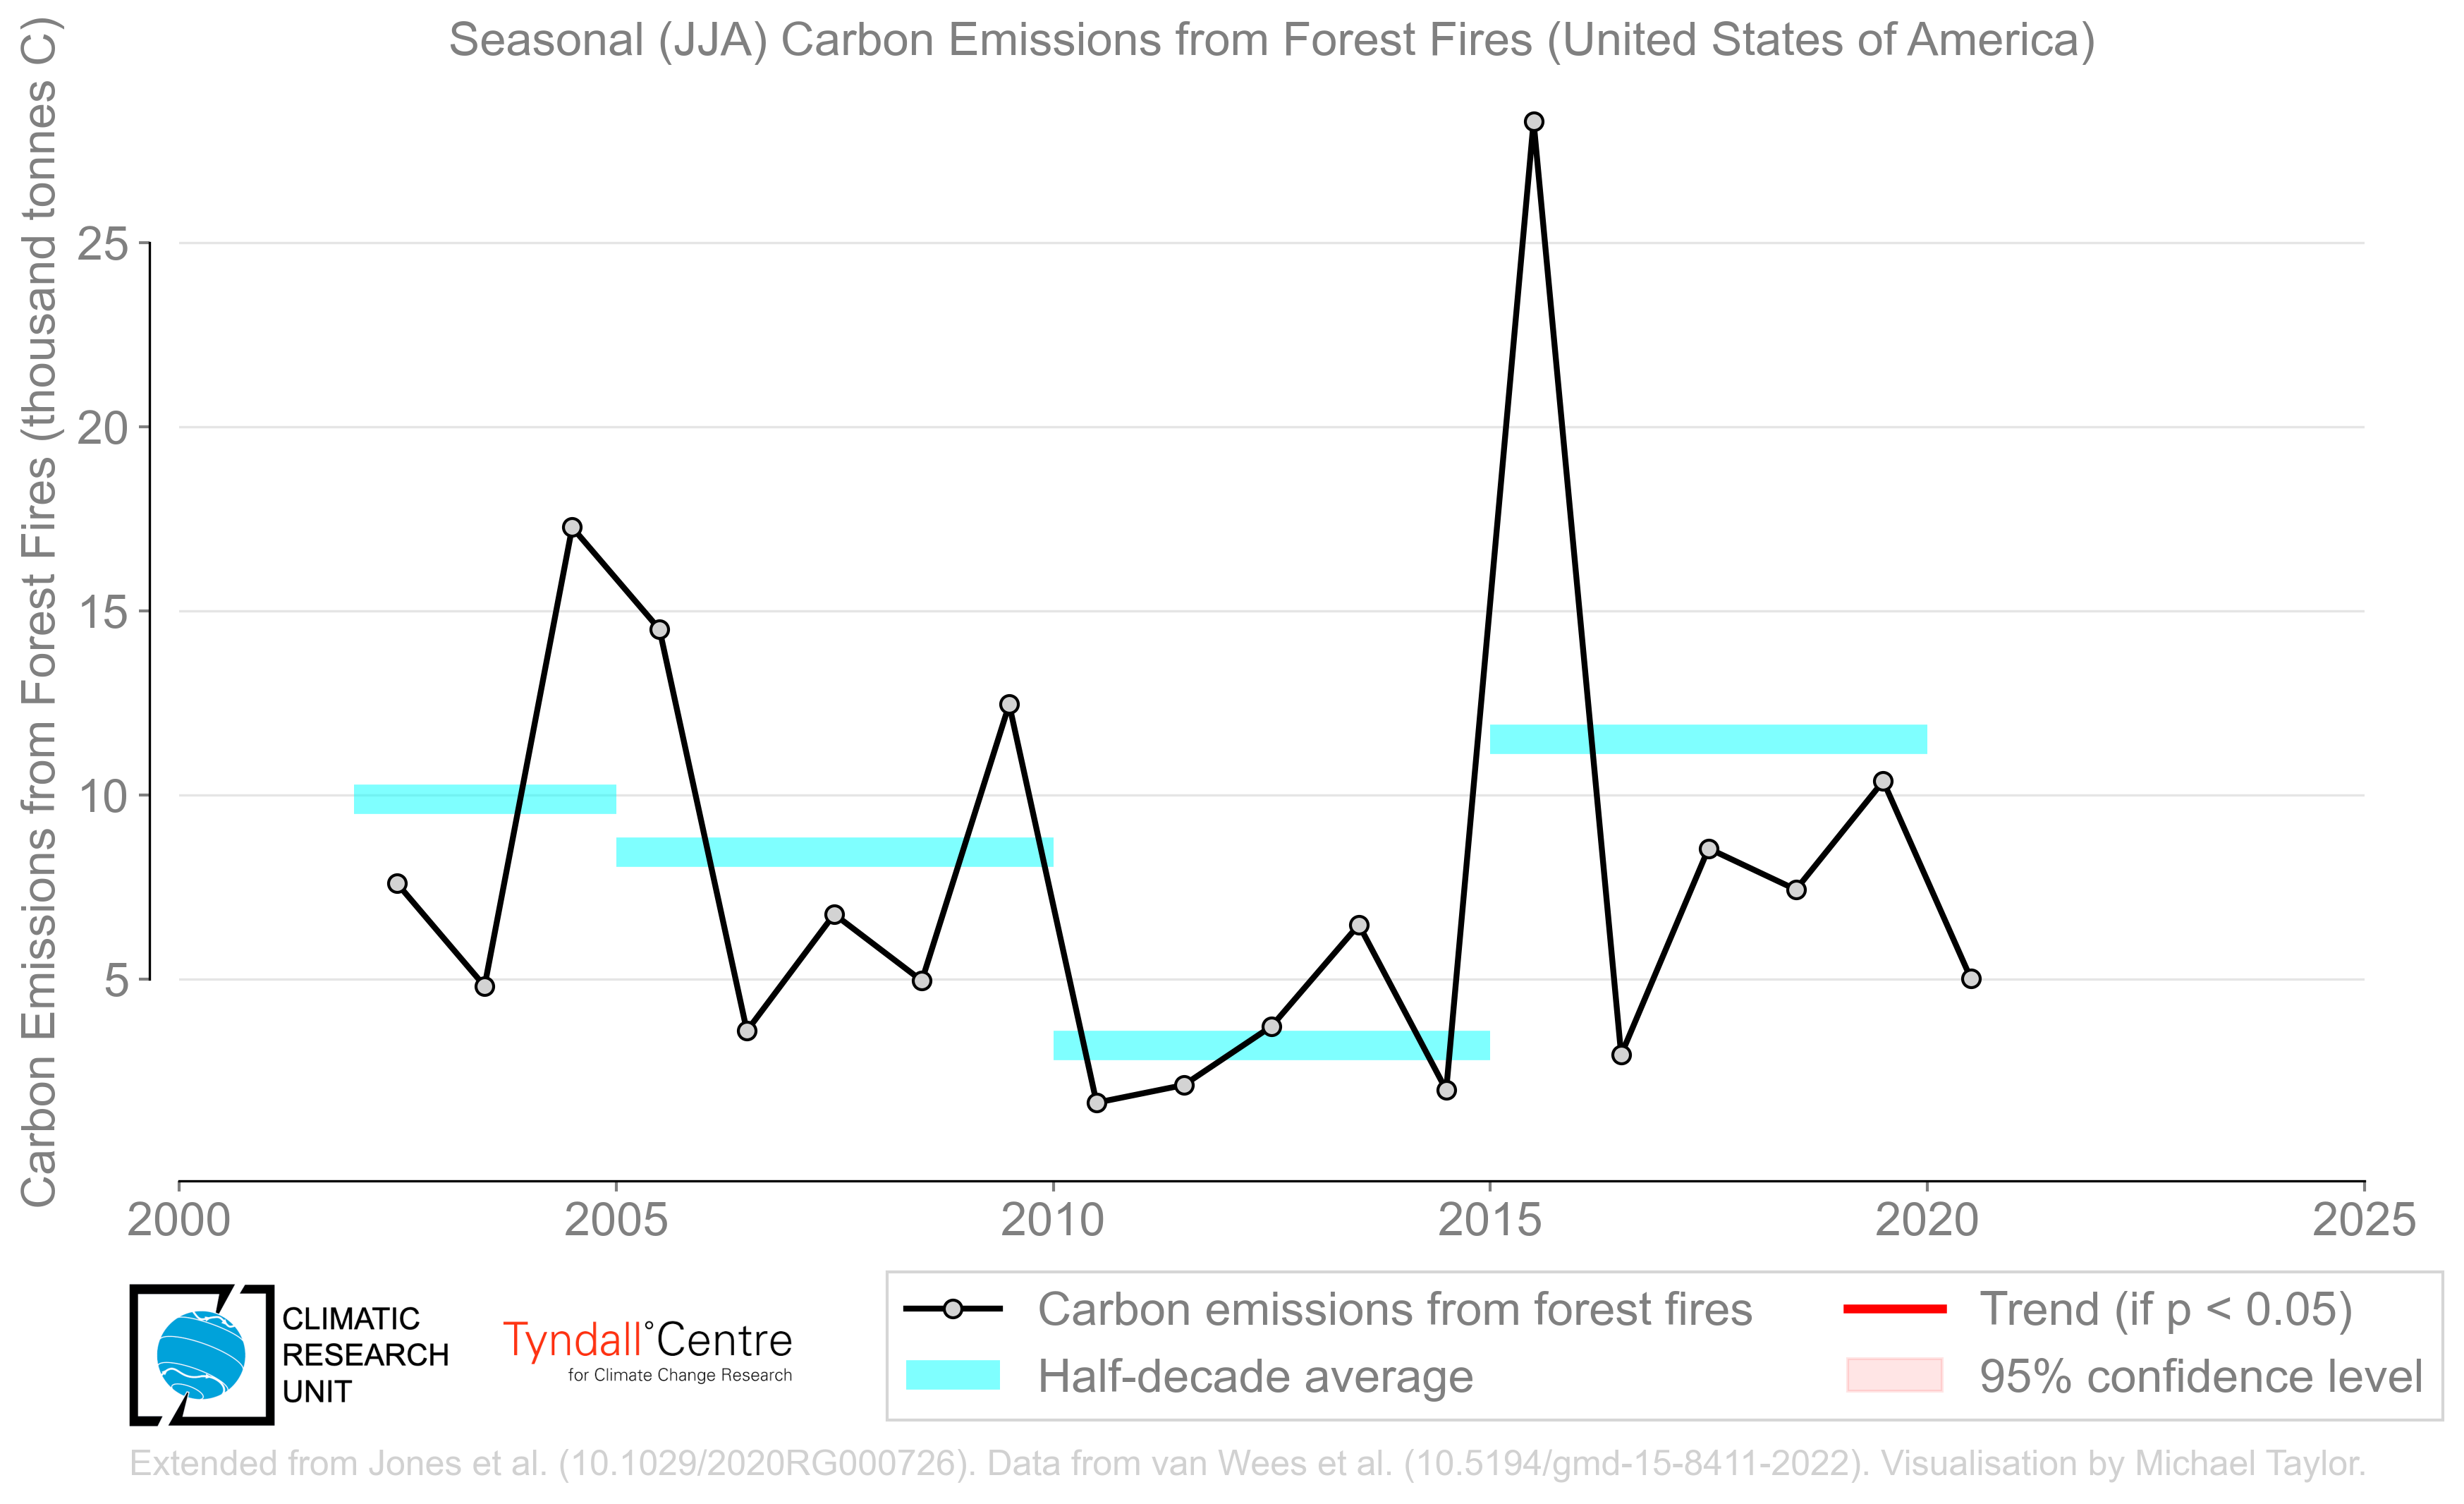 Seasonal (JJA) Carbon Emissions from Forest Fires (United States of America)
Carbon Emissions from Forest Fires (thousand tonnes C)
25
20
15
10
5
2000 2005 2010 2015 2020 2025
CLIMATIC
RESEARCH
UNIT
Tyndall°Centre
for Climate Change Research
Carbon emissions from forest fires
Half-decade average
Trend (if p < 0.05)
95% confidence level
Extended from Jones et al. (10.1029/2020RG000726). Data from van Wees et al. (10.5194/gmd-15-8411-2022). Visualisation by Michael Taylor.